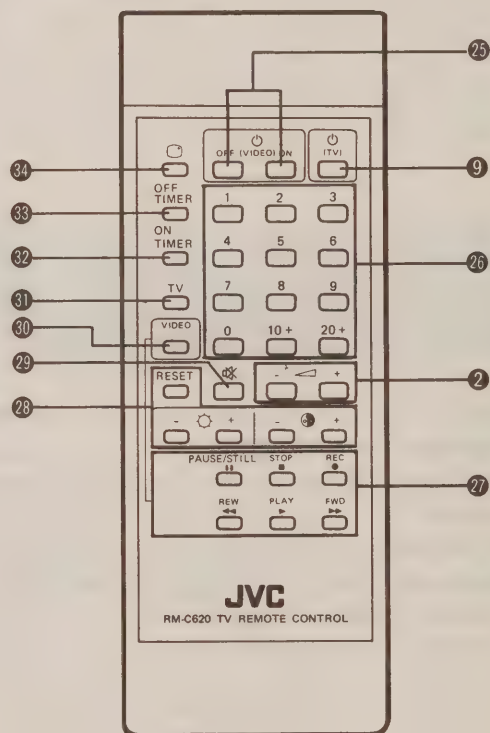 25
OFF (VIDEO) ON
(TV)
9
34
OFF
TIMER
33
1 2 3
ON
TIMER
32
4 5 6
26
TV
31
7 8 9
VIDEO
30
0 10+ 20+
29
RESET
- +
2
28
- + - +
PAUSE/STILL STOP REC
27
REW PLAY FWD
JVC
RM-C620 TV REMOTE CONTROL